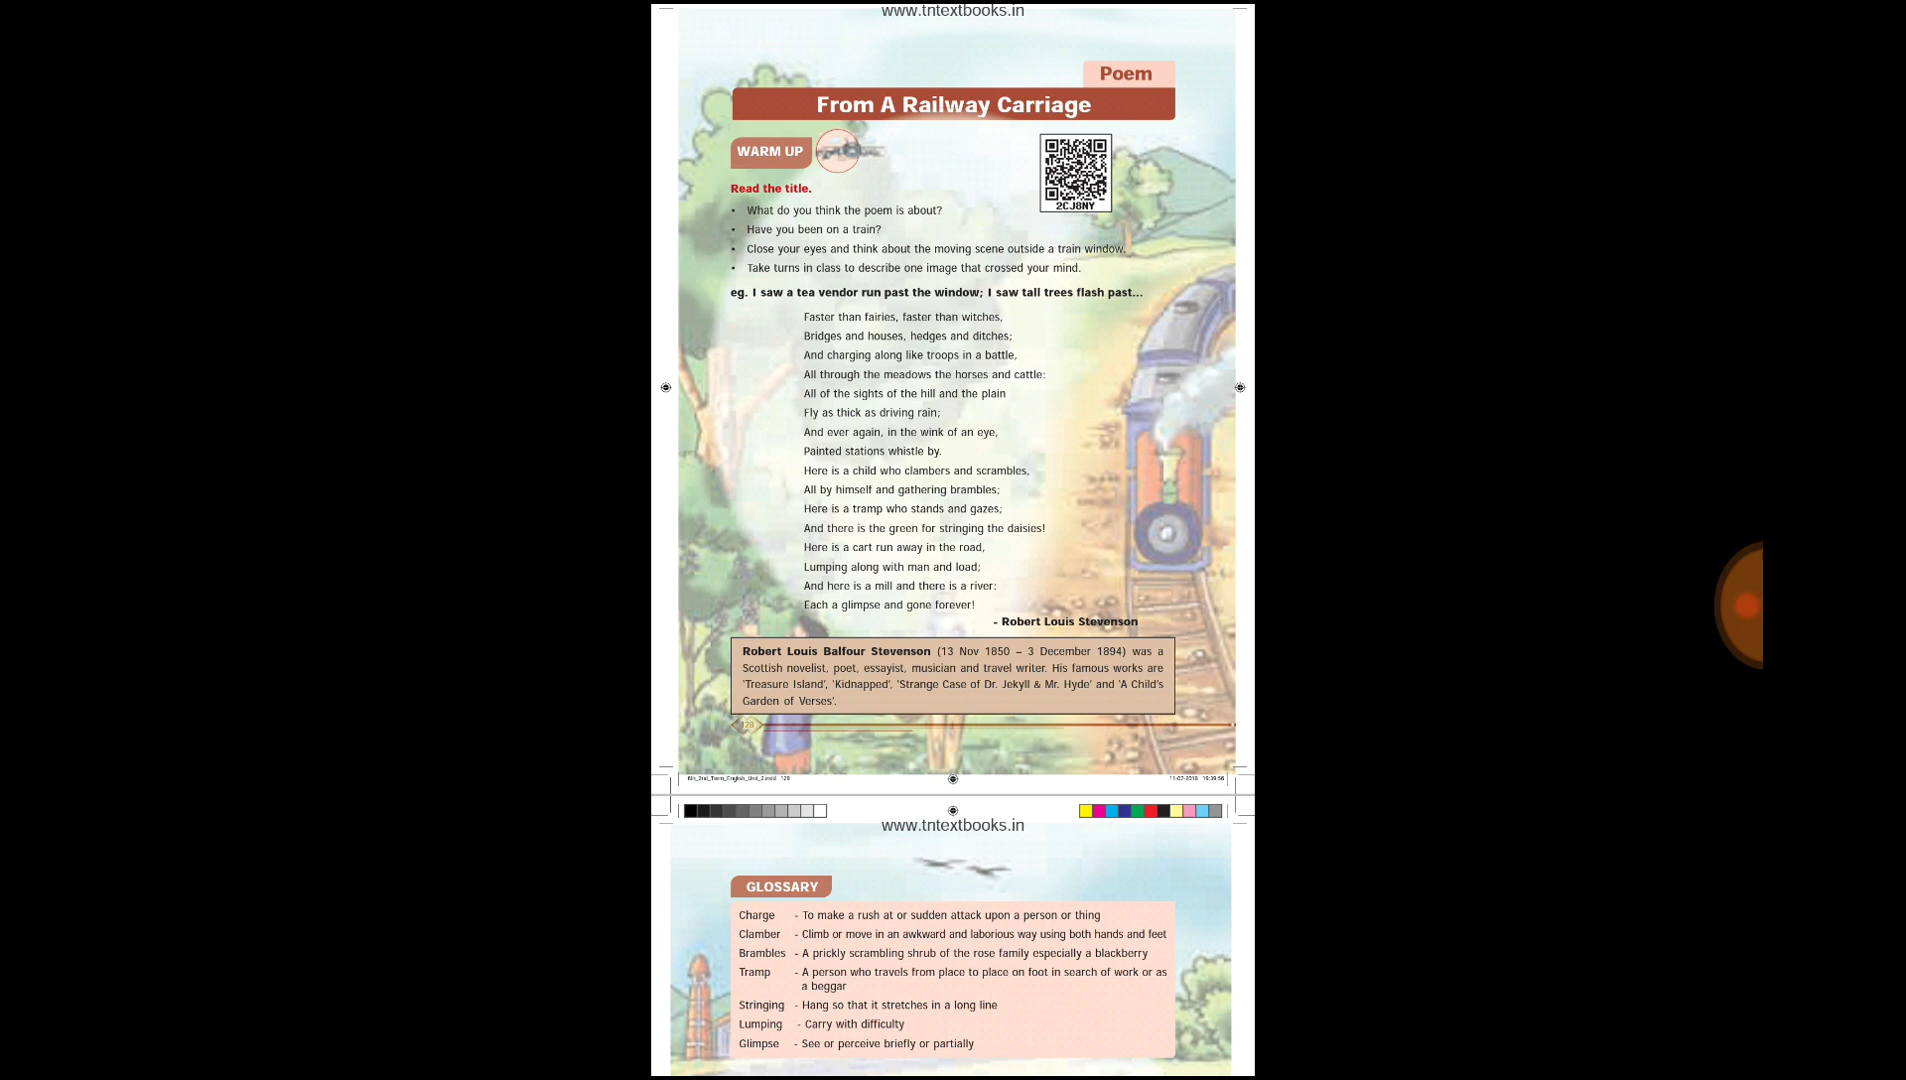 www.tntextbooks.in
Poem
From A Railway Carriage
WARM UP
2CJ8NY
Read the title.
• What do you think the poem is about?
• Have you been on a train?
• Close your eyes and think about the moving scene outside a train window.
• Take turns in class to describe one image that crossed your mind.
eg. I saw a tea vendor run past the window; I saw tall trees flash past...
Faster than fairies, faster than witches,
Bridges and houses, hedges and ditches;
And charging along like troops in a battle,
All through the meadows the horses and cattle:
All of the sights of the hill and the plain
Fly as thick as driving rain;
And ever again, in the wink of an eye,
Painted stations whistle by.
Here is a child who clambers and scrambles,
All by himself and gathering brambles;
Here is a tramp who stands and gazes;
And there is the green for stringing the daisies!
Here is a cart run away in the road,
Lumping along with man and load;
And here is a mill and there is a river:
Each a glimpse and gone forever!
- Robert Louis Stevenson
Robert Louis Balfour Stevenson (13 Nov 1850 – 3 December 1894) was a
Scottish novelist, poet, essayist, musician and travel writer. His famous works are
'Treasure Island', 'Kidnapped', 'Strange Case of Dr. Jekyll & Mr. Hyde' and 'A Child's
Garden of Verses'.
128
6th_2nd_Term_English_Unit_2.indd 128
11-07-2018 19:39:56
www.tntextbooks.in
GLOSSARY
Charge - To make a rush at or sudden attack upon a person or thing
Clamber - Climb or move in an awkward and laborious way using both hands and feet
Brambles - A prickly scrambling shrub of the rose family especially a blackberry
Tramp - A person who travels from place to place on foot in search of work or as
a beggar
Stringing - Hang so that it stretches in a long line
Lumping - Carry with difficulty
Glimpse - See or perceive briefly or partially